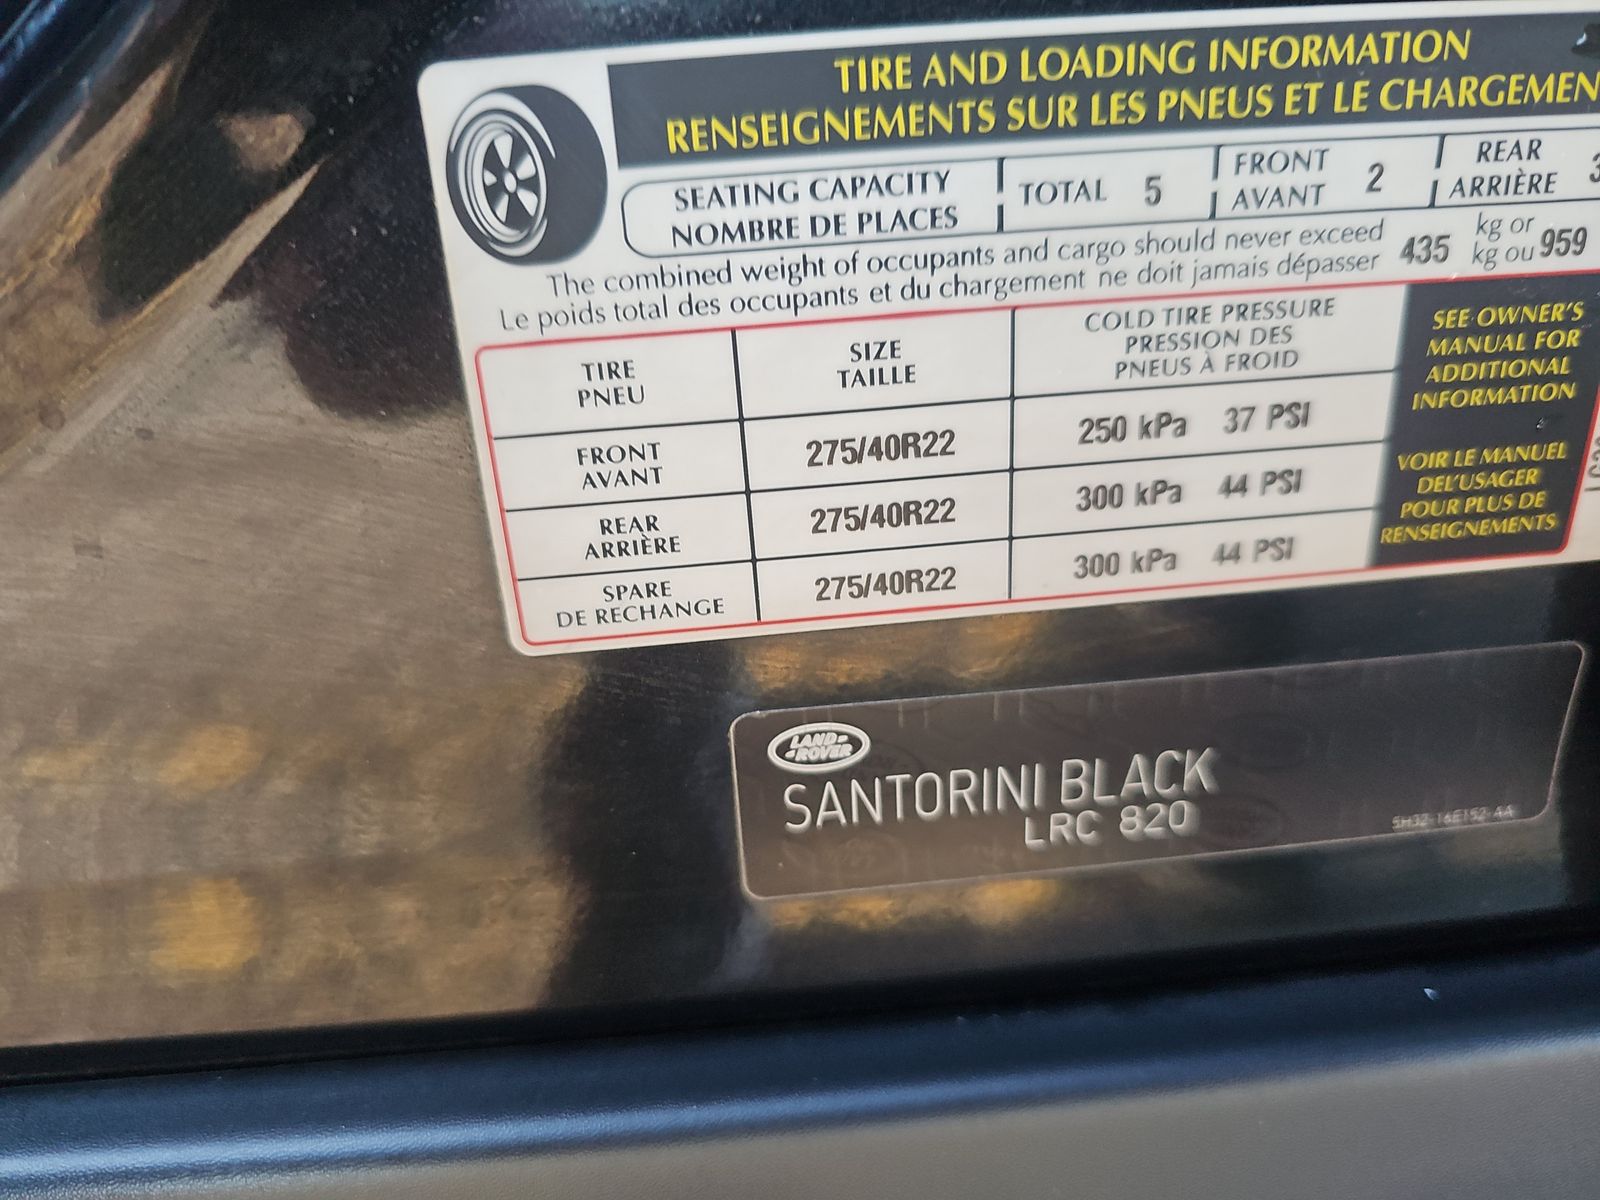 TIRE AND LOADING INFORMATION
RENSEIGNEMENTS SUR LES PNEUS ET LE CHARGEMEN
SEATING CAPACITY
NOMBRE DE PLACES
TOTAL 5
FRONT
AVANT 2
REAR
ARRIÈRE 3
The combined weight of occupants and cargo should never exceed 435 kg or 959
Le poids total des occupants et du chargement ne doit jamais dépasser kg ou
TIRE
PNEU
SIZE
TAILLE
COLD TIRE PRESSURE
PRESSION DES
PNEUS À FROID
FRONT
AVANT
275/40R22
250 kPa 37 PSI
REAR
ARRIÈRE
275/40R22
300 kPa 44 PSI
SPARE
DE RECHANGE
275/40R22
300 kPa 44 PSI
SEE OWNER'S
MANUAL FOR
ADDITIONAL
INFORMATION
VOIR LE MANUEL
DEL'USAGER
POUR PLUS DE
RENSEIGNEMENTS
LAND-
-ROVER
SANTORINI BLACK
LRC 820
5H32-16E152-AA